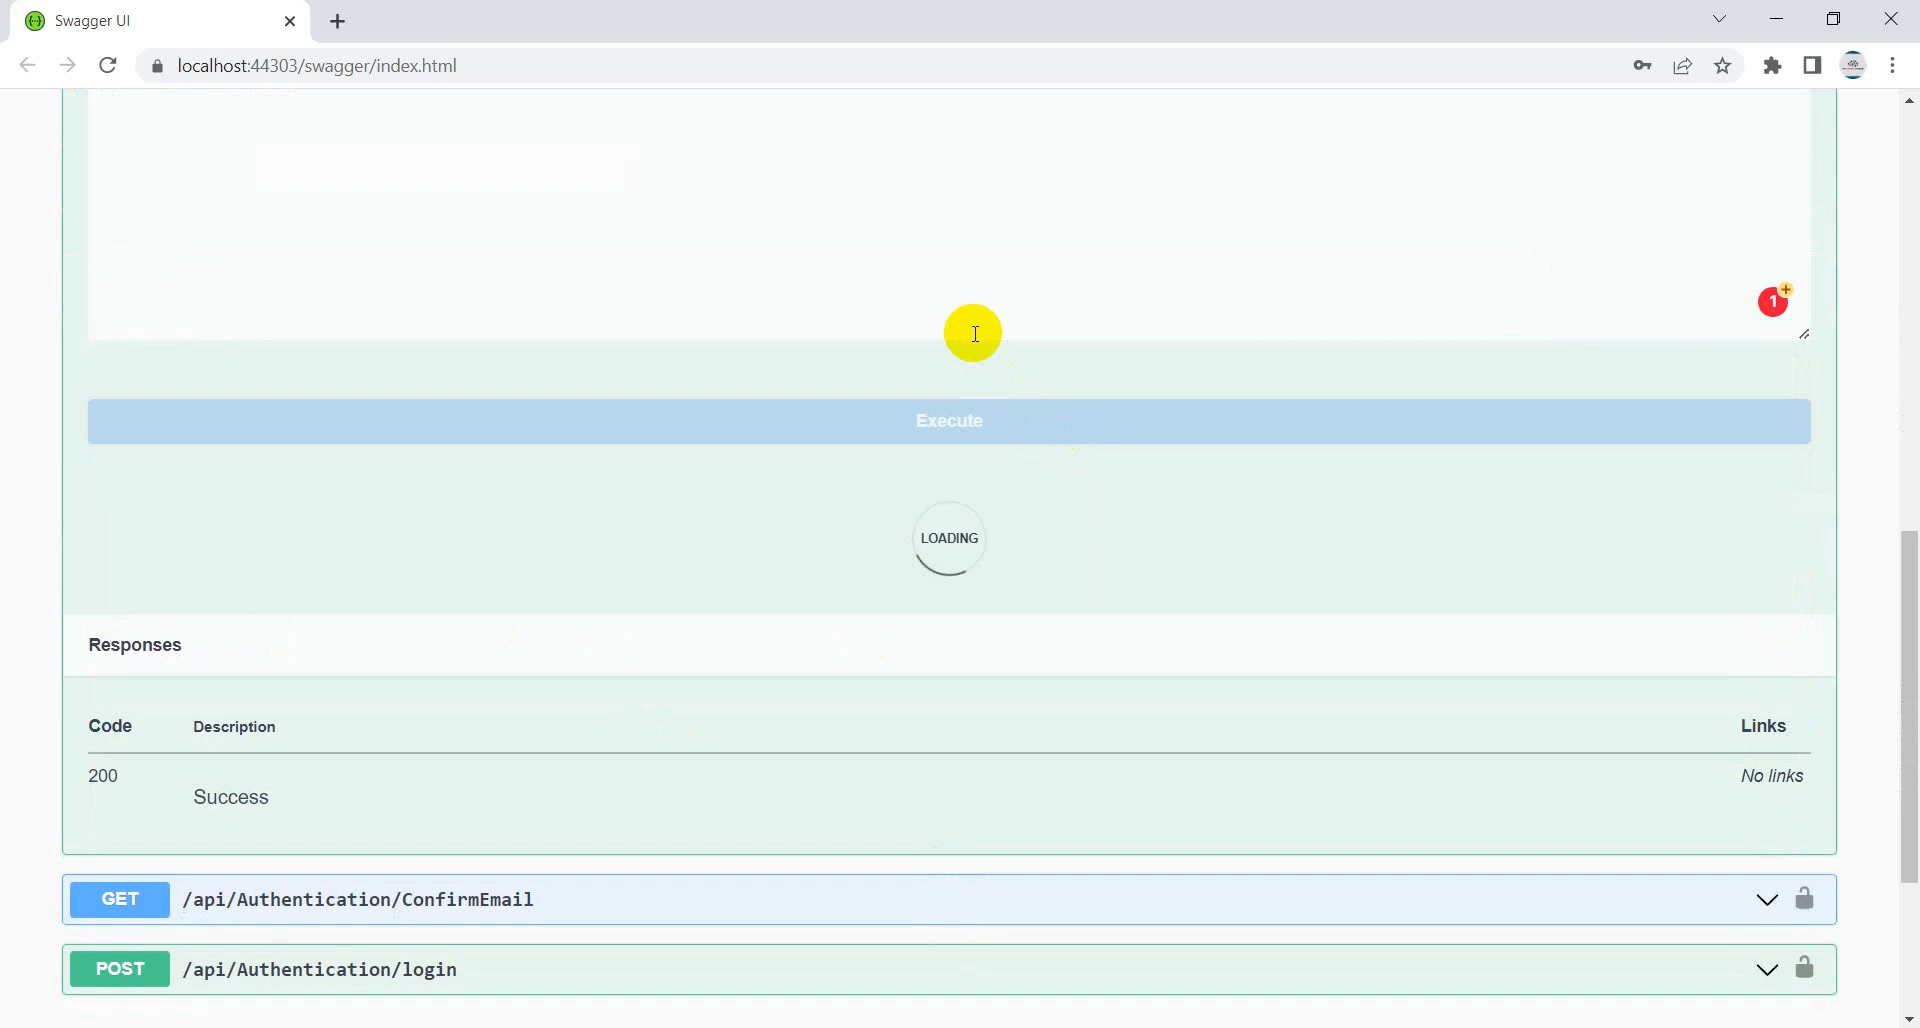 Swagger UI
localhost:44303/swagger/index.html
1
Execute
LOADING
Responses
Code Description Links
200 Success No links
GET /api/Authentication/ConfirmEmail
POST /api/Authentication/login